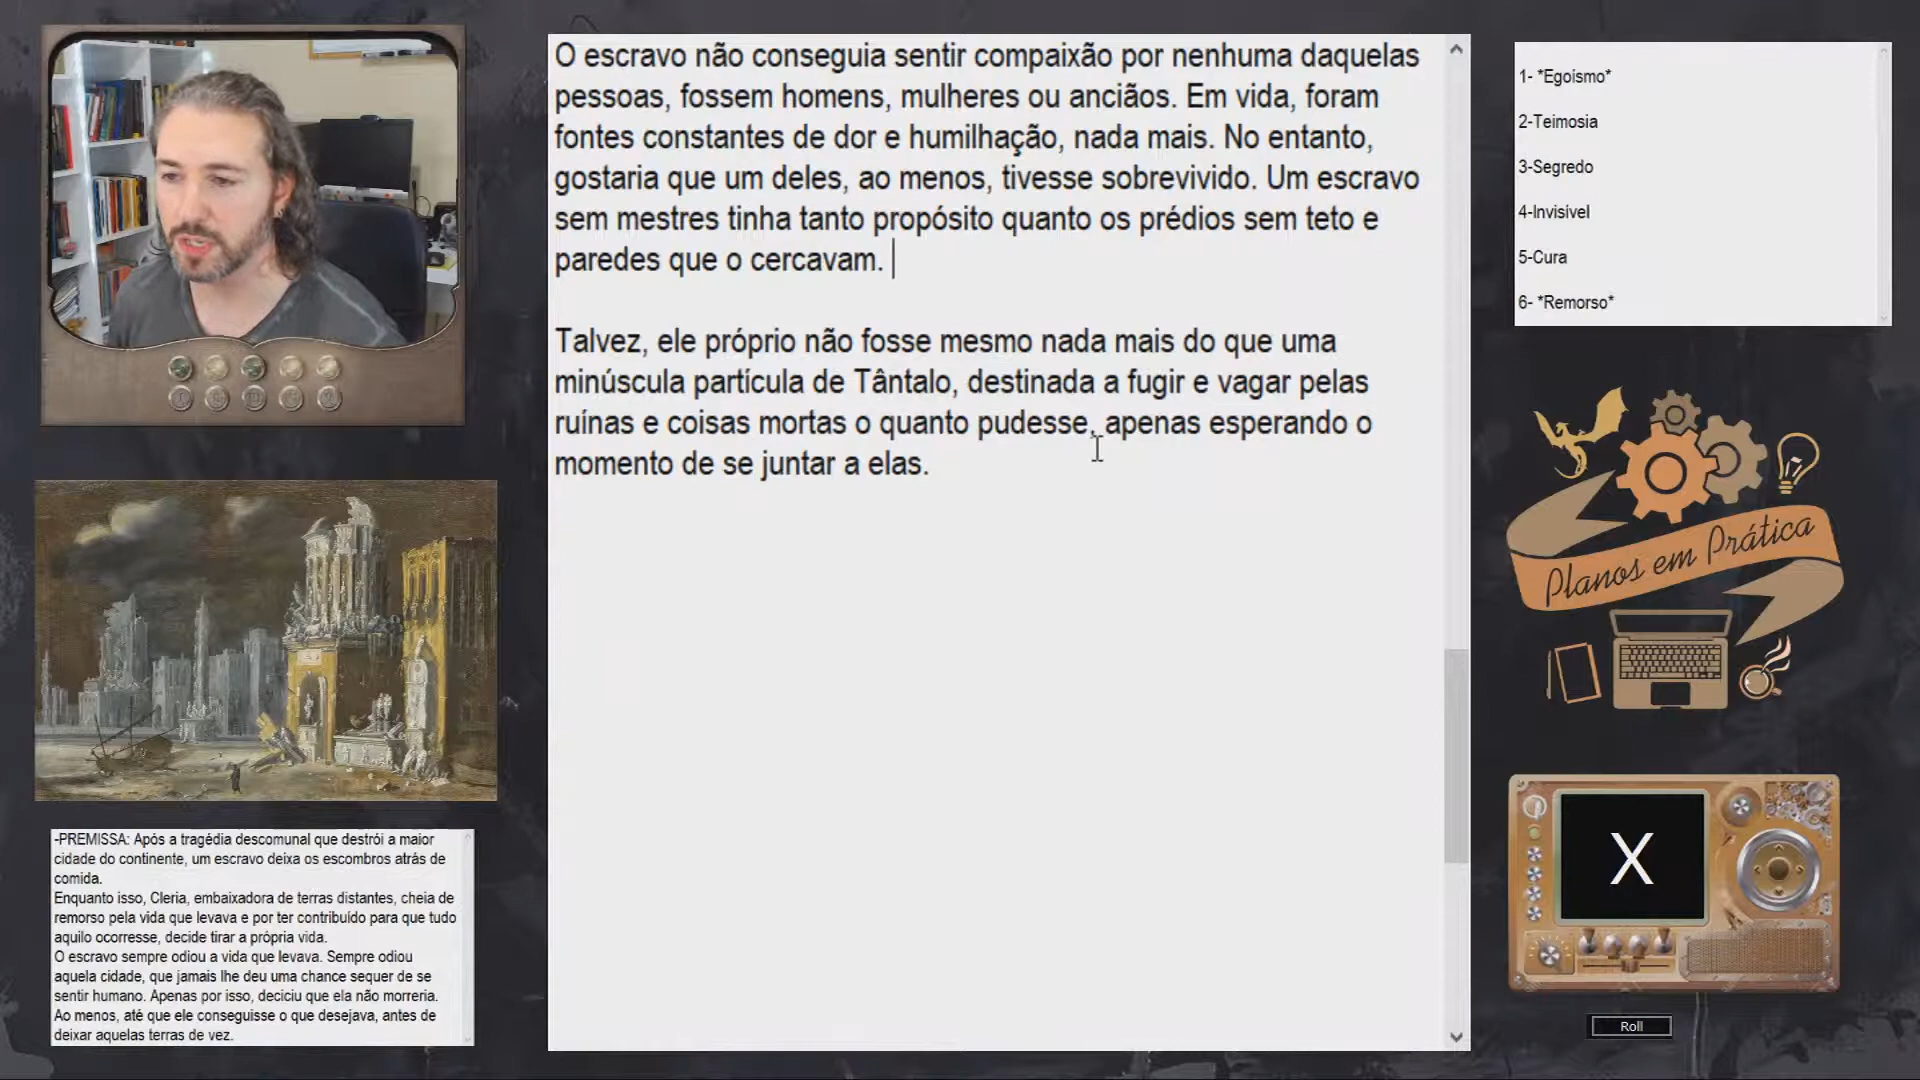 O escravo não conseguia sentir compaixão por nenhuma daquelas
pessoas, fossem homens, mulheres ou anciãos. Em vida, foram
fontes constantes de dor e humilhação, nada mais. No entanto,
gostaria que um deles, ao menos, tivesse sobrevivido. Um escravo
sem mestres tinha tanto propósito quanto os prédios sem teto e
paredes que o cercavam.
Talvez, ele próprio não fosse mesmo nada mais do que uma
minúscula partícula de Tântalo, destinada a fugir e vagar pelas
ruínas e coisas mortas o quanto pudesse, apenas esperando o
momento de se juntar a elas.
1- *Egoismo*
2-Teimosia
3-Segredo
4-Invisivel
5-Cura
6- *Remorso*
Planos em Prática
-PREMISSA: Após a tragédia descomunal que destrói a maior
cidade do continente, um escravo deixa os escombros atrás de
comida.
Enquanto isso, Cleria, embaixadora de terras distantes, cheia de
remorso pela vida que levava e por ter contribuído para que tudo
aquilo ocorresse, decide tirar a própria vida.
O escravo sempre odiou a vida que levava. Sempre odiou
aquela cidade, que jamais lhe deu uma chance sequer de se
sentir humano. Apenas por isso, deciciu que ela não morreria.
Ao menos, até que ele conseguisse o que desejava, antes de
deixar aquelas terras de vez.
X
Roll